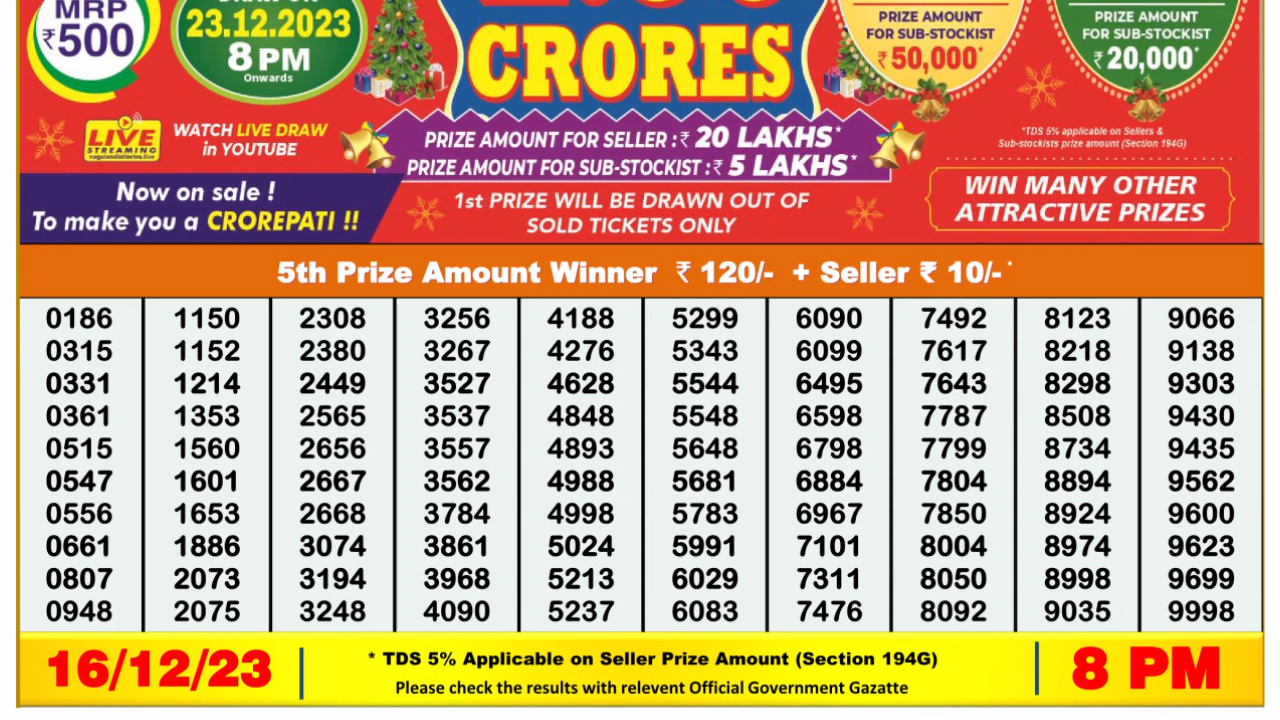 MRP
₹500
23.12.2023
8 PM
Onwards
CRORES
PRIZE AMOUNT
FOR SUB-STOCKIST
₹ 50,000*
PRIZE AMOUNT
FOR SUB-STOCKIST
₹ 20,000*
LIVE
STREAMING
nagalandlotteries.live
WATCH LIVE DRAW
in YOUTUBE
PRIZE AMOUNT FOR SELLER :₹ 20 LAKHS*
PRIZE AMOUNT FOR SUB-STOCKIST :₹ 5 LAKHS*
*TDS 5% applicable on Sellers &
Sub-stockists prize amount (Section 194G)
Now on sale !
To make you a CROREPATI !!
1st PRIZE WILL BE DRAWN OUT OF
SOLD TICKETS ONLY
WIN MANY OTHER
ATTRACTIVE PRIZES
5th Prize Amount Winner ₹ 120/- + Seller ₹ 10/-*
0186 1150 2308 3256 4188 5299 6090 7492 8123 9066
0315 1152 2380 3267 4276 5343 6099 7617 8218 9138
0331 1214 2449 3527 4628 5544 6495 7643 8298 9303
0361 1353 2565 3537 4848 5548 6598 7787 8508 9430
0515 1560 2656 3557 4893 5648 6798 7799 8734 9435
0547 1601 2667 3562 4988 5681 6884 7804 8894 9562
0556 1653 2668 3784 4998 5783 6967 7850 8924 9600
0661 1886 3074 3861 5024 5991 7101 8004 8974 9623
0807 2073 3194 3968 5213 6029 7311 8050 8998 9699
0948 2075 3248 4090 5237 6083 7476 8092 9035 9998
16/12/23
* TDS 5% Applicable on Seller Prize Amount (Section 194G)
Please check the results with relevent Official Government Gazatte
8 PM